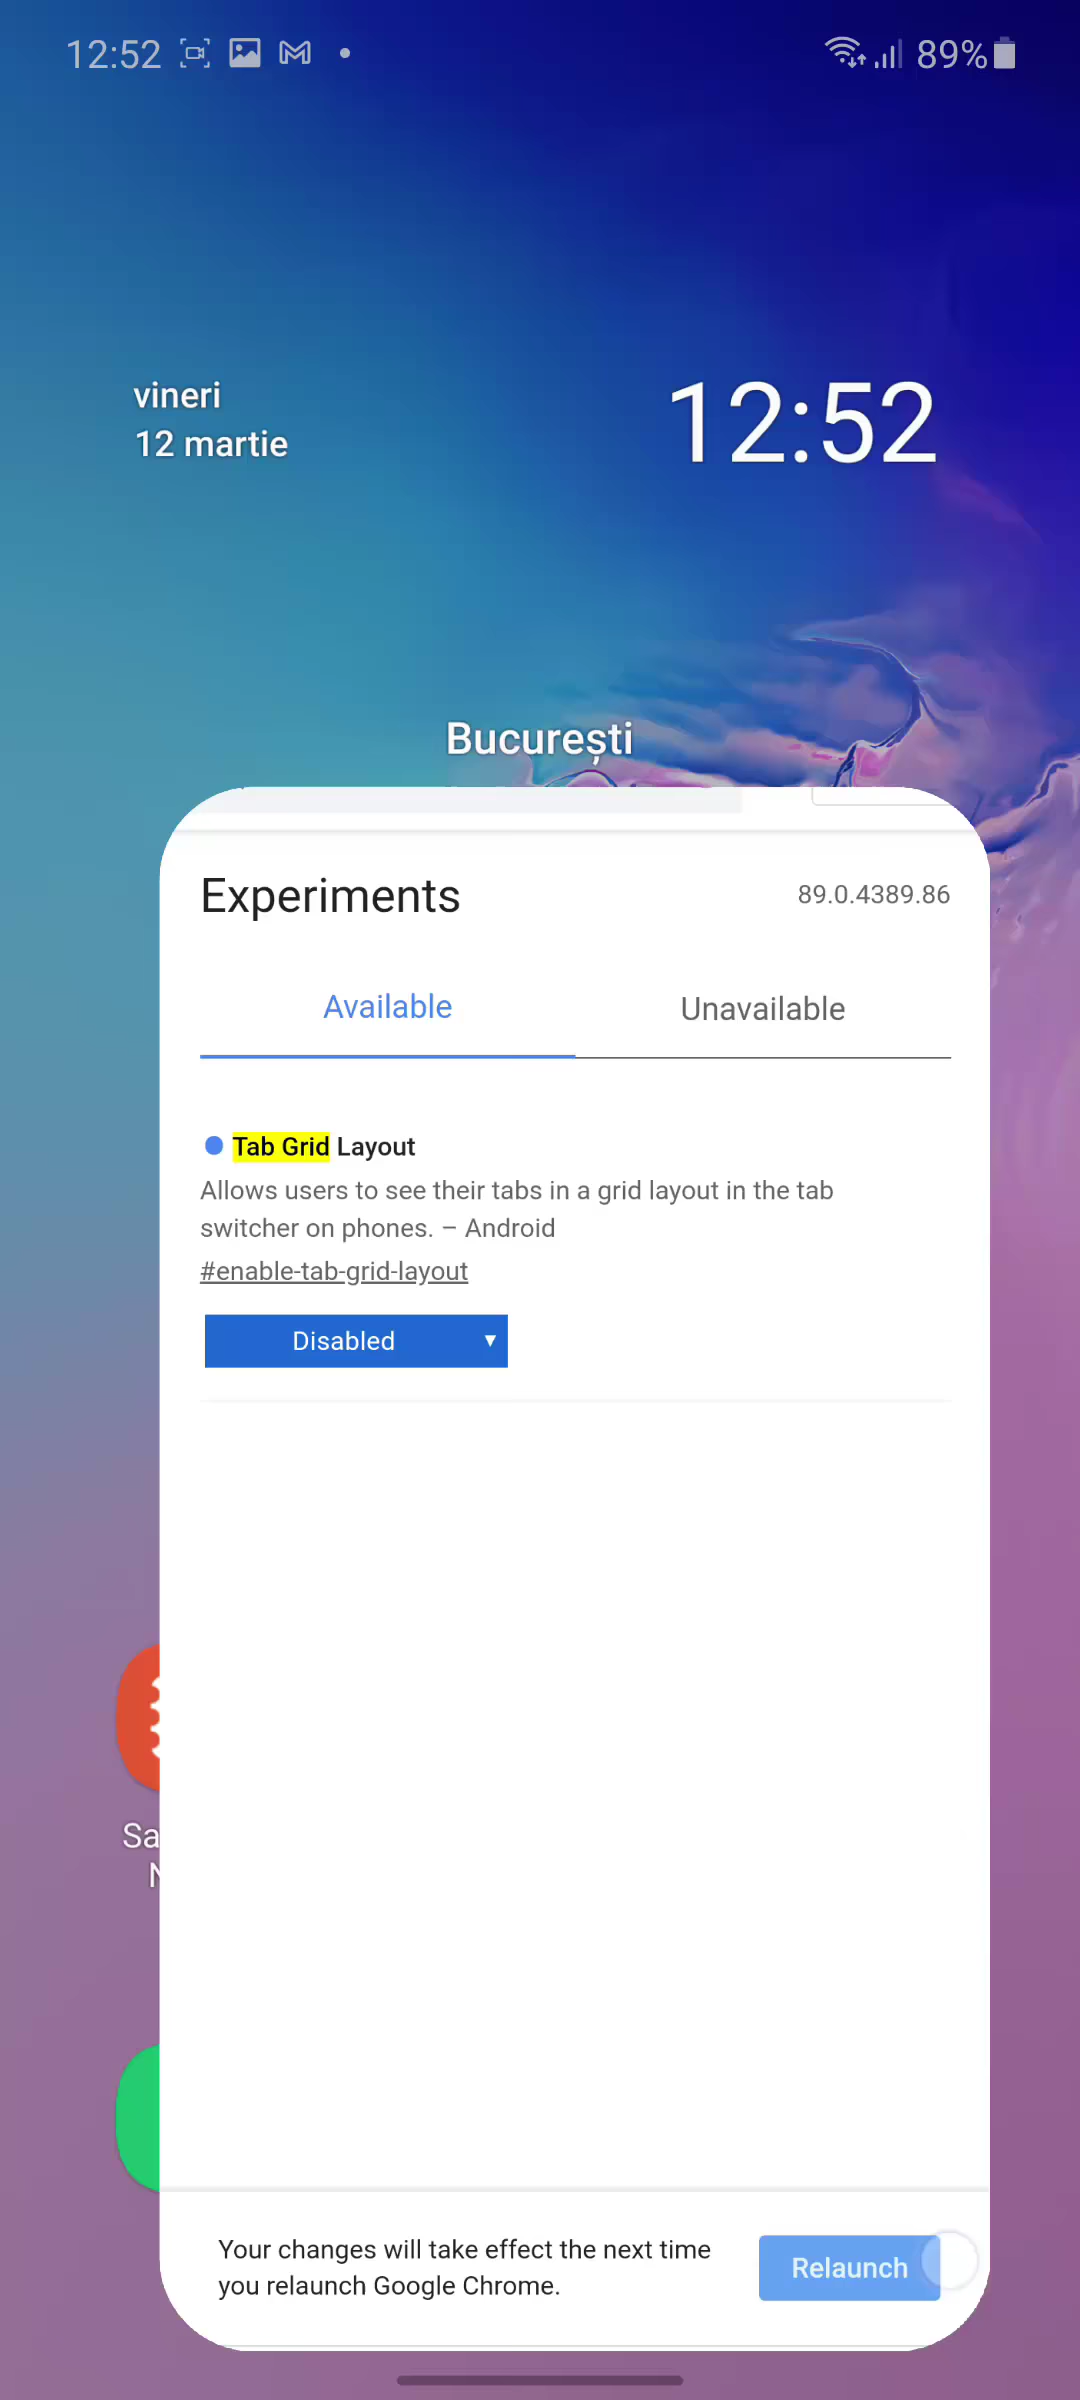 12:52
89%
vineri
12 martie
12:52
București
Experiments
89.0.4389.86
Available
Unavailable
Tab Grid Layout
Allows users to see their tabs in a grid layout in the tab
switcher on phones. – Android
#enable-tab-grid-layout
Disabled
Sa
N
Your changes will take effect the next time
you relaunch Google Chrome.
Relaunch